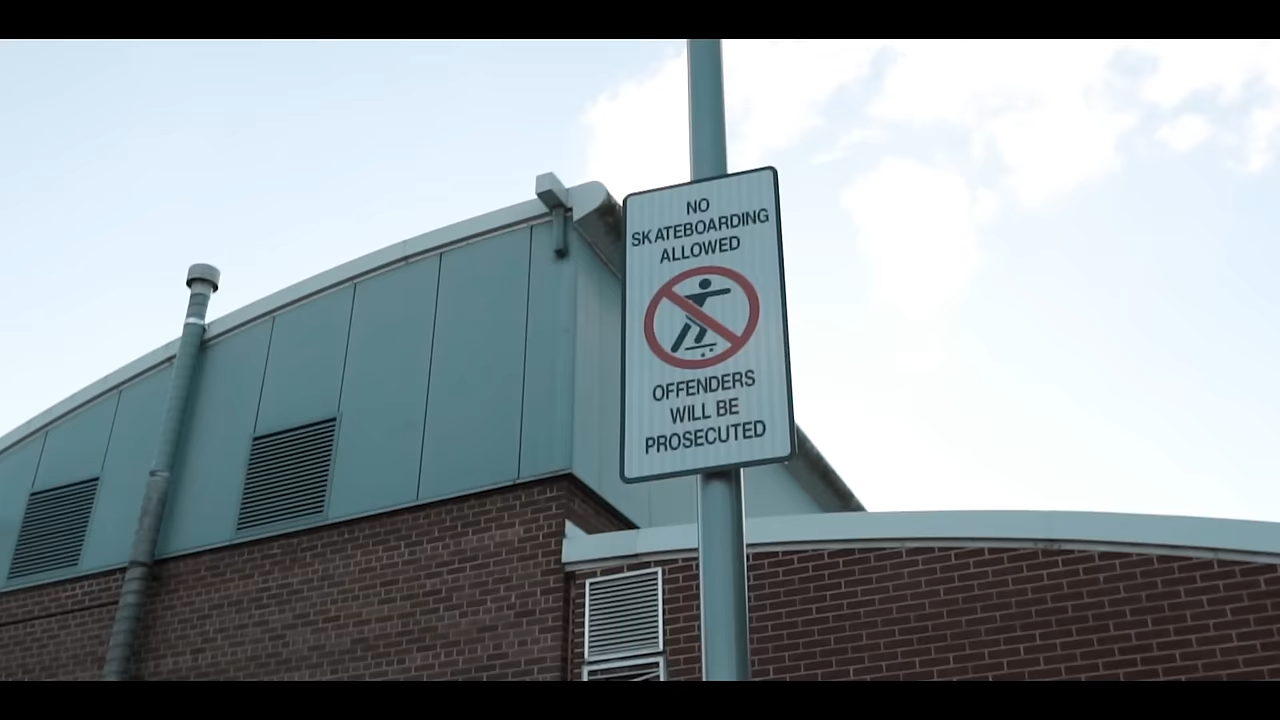 NO
SKATEBOARDING
ALLOWED
OFFENDERS
WILL BE
PROSECUTED